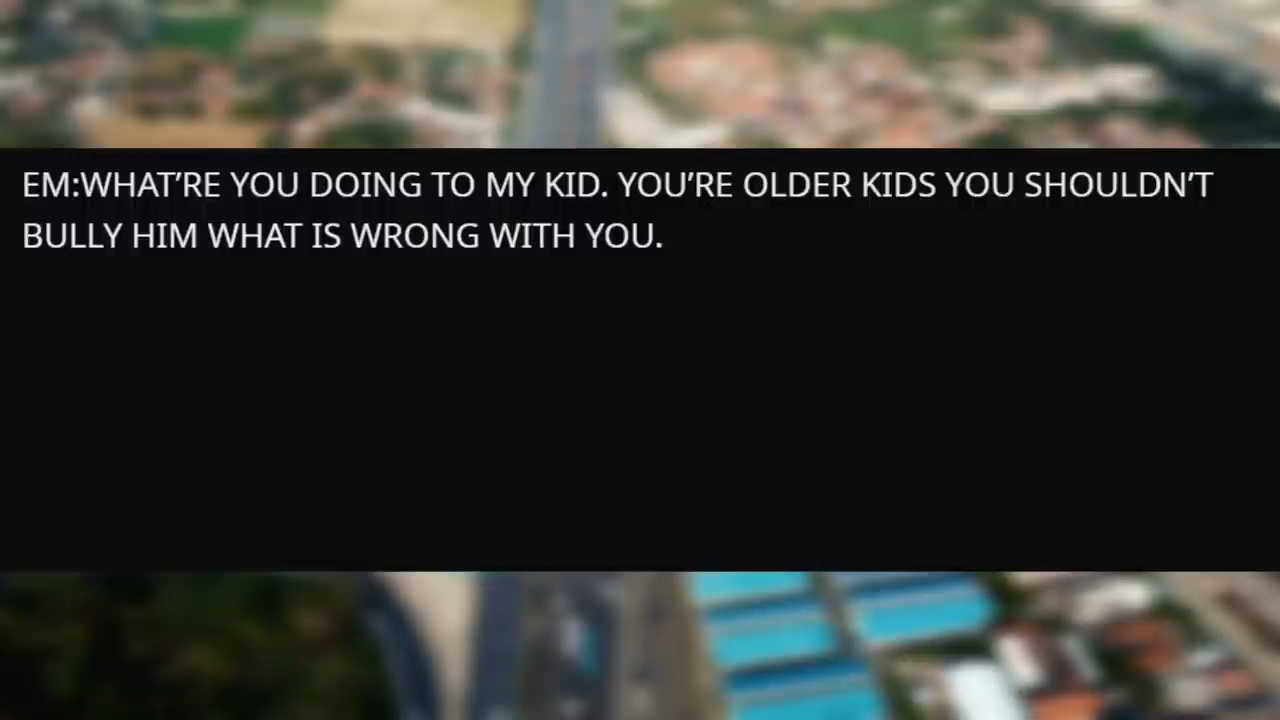 EM:WHAT’RE YOU DOING TO MY KID. YOU’RE OLDER KIDS YOU SHOULDN’T
BULLY HIM WHAT IS WRONG WITH YOU.